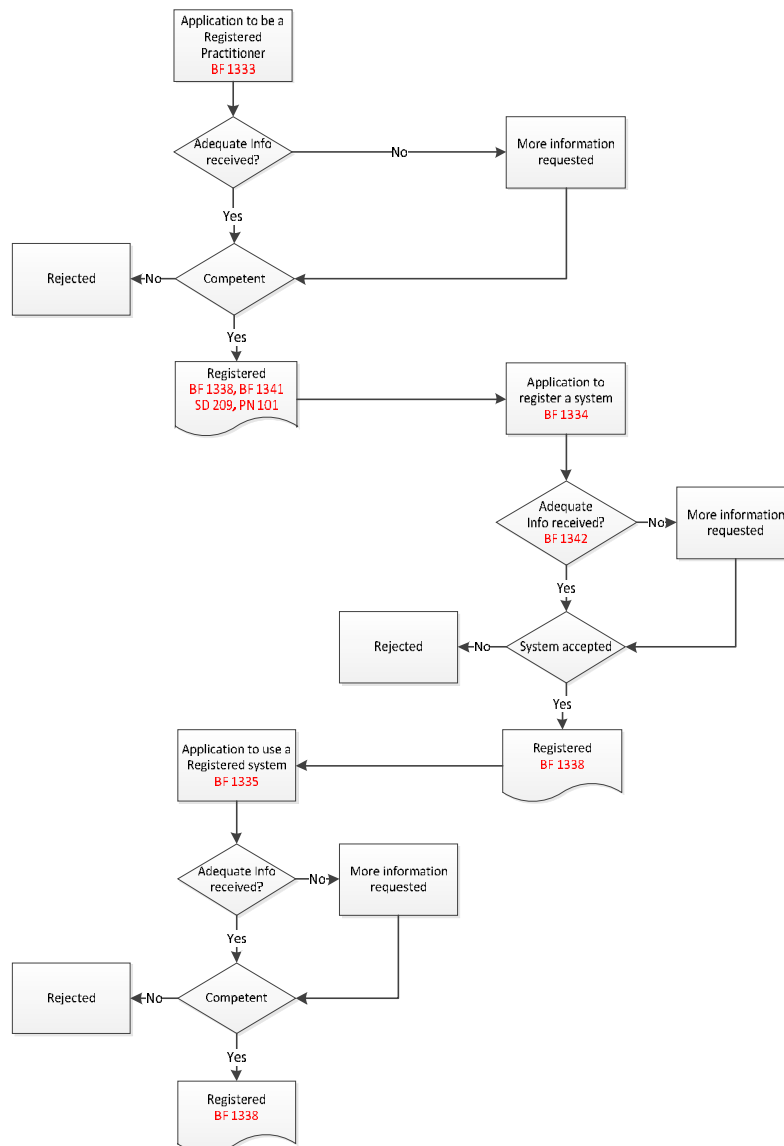 Application to be a
Registered
Practitioner
BF 1333
Adequate Info
received?
No
More information
requested
Yes
Rejected
No
Competent
Yes
Registered
BF 1338, BF 1341
SD 209, PN 101
Application to
register a system
BF 1334
Adequate
Info received?
BF 1342
No
More information
requested
Yes
Rejected
No
System accepted
Yes
Application to use a
Registered system
BF 1335
Registered
BF 1338
Adequate Info
received?
No
More information
requested
Yes
Rejected
No
Competent
Yes
Registered
BF 1338